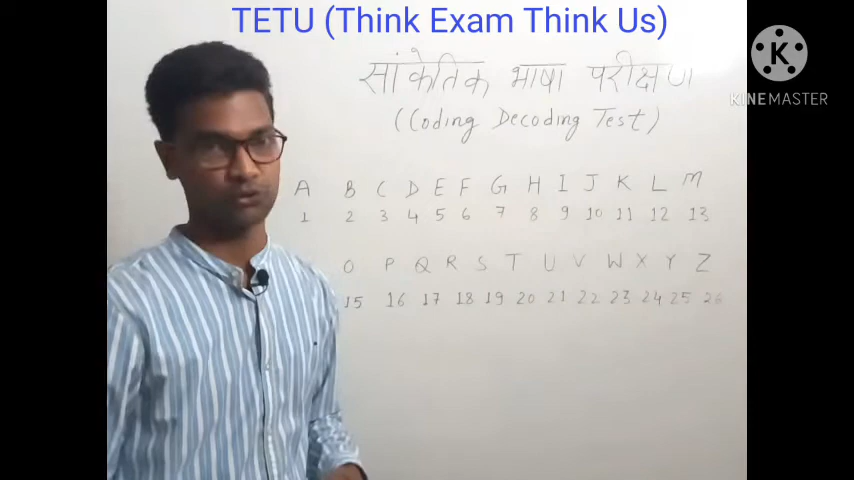 TETU (Think Exam Think Us)
K
KINEMASTER
सांकेतिक भाषा परीक्षण
(Coding Decoding Test)
A B C D E F G H I J K L M
1 2 3 4 5 6 7 8 9 10 11 12 13
O P Q R S T U V W X Y Z
15 16 17 18 19 20 21 22 23 24 25 26